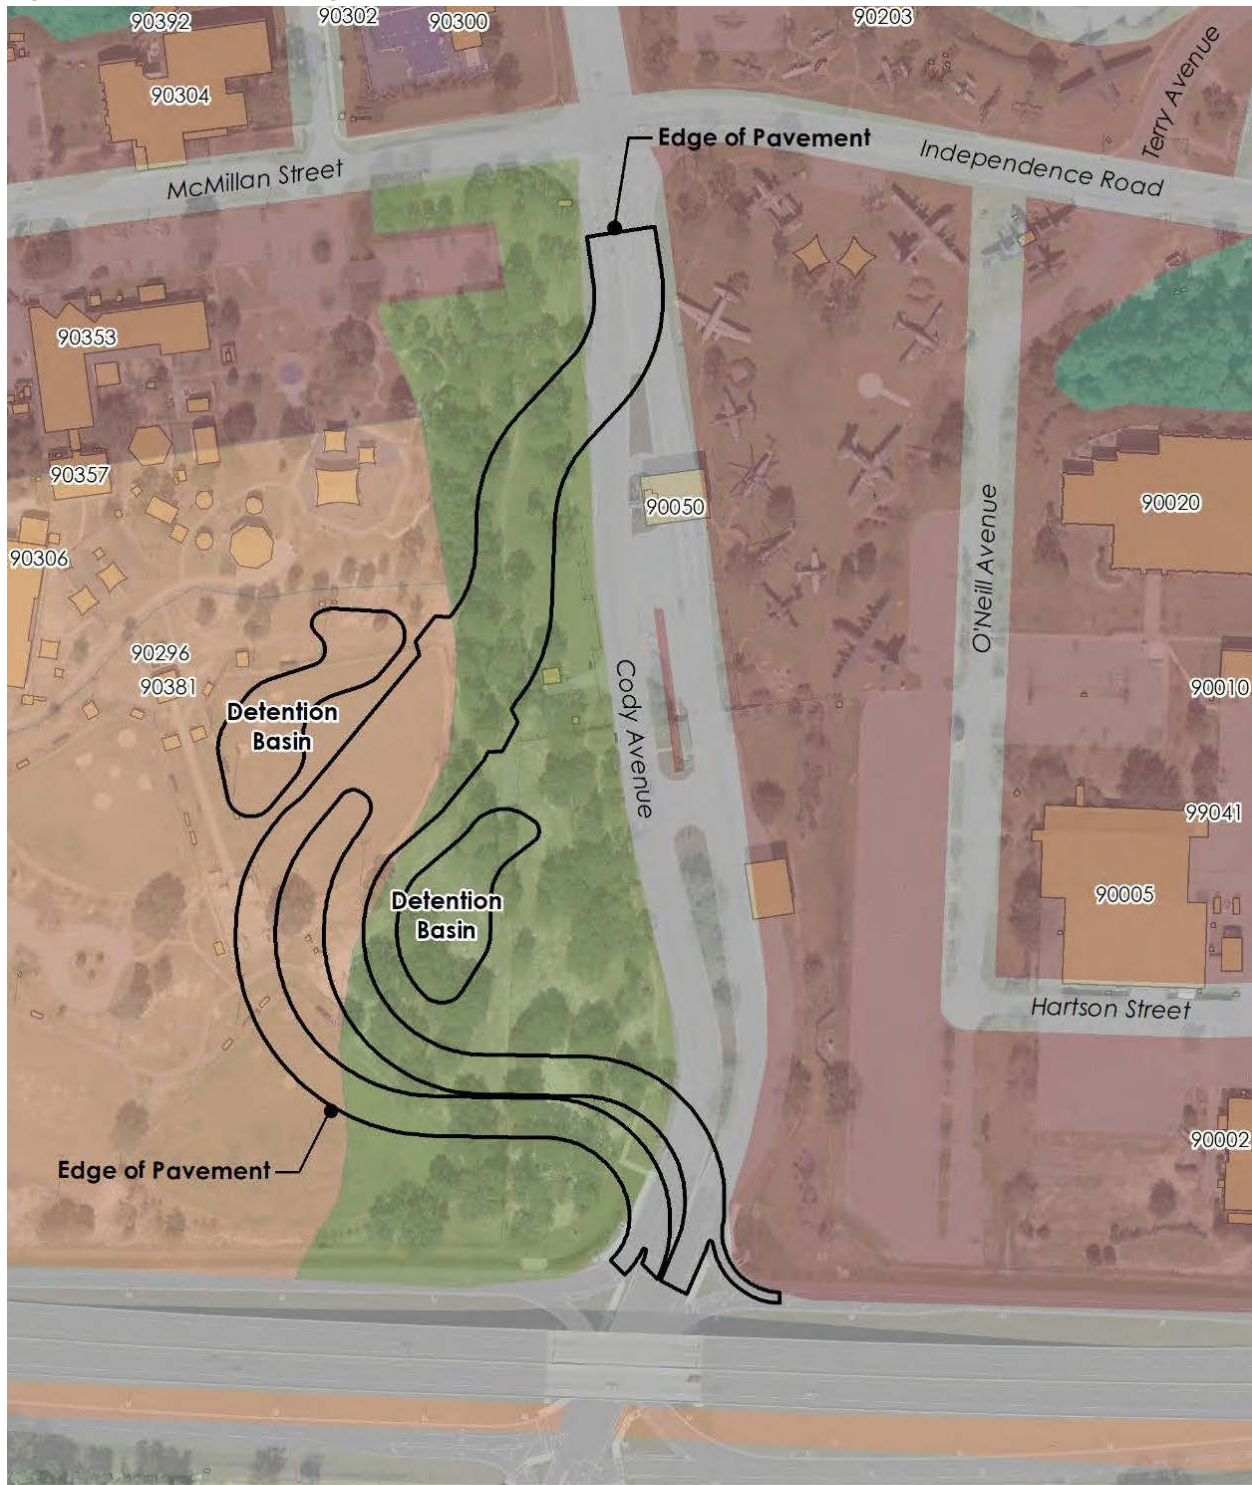 90392
90302
90300
90203
90304
Terry Avenue
Edge of Pavement
Independence Road
McMillan Street
90353
90357
90050
90020
90306
O'Neill Avenue
90296
90381
90010
Cody Avenue
Detention
Basin
99041
90005
Detention
Basin
Hartson Street
90002
Edge of Pavement